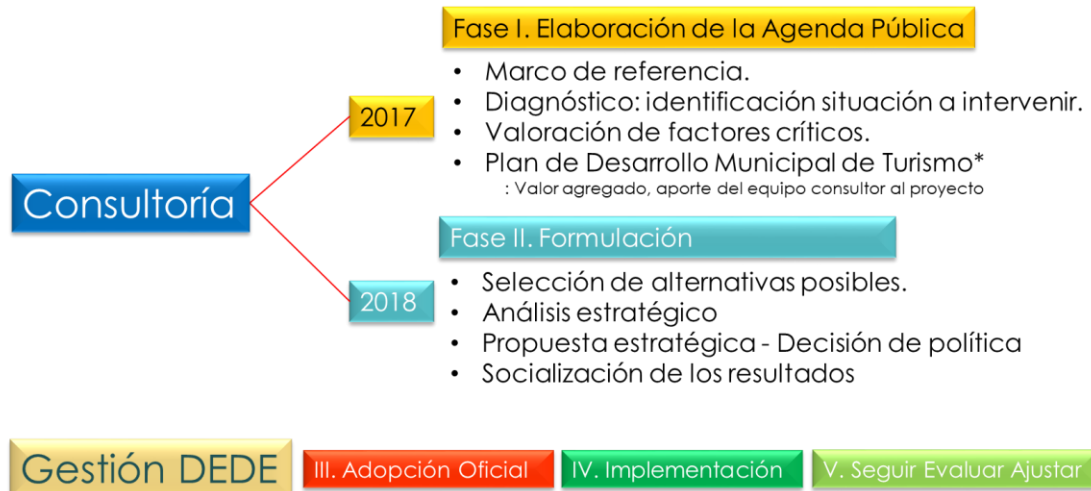 Fase I. Elaboración de la Agenda Pública
• Marco de referencia.
• Diagnóstico: identificación situación a intervenir.
2017
• Valoración de factores críticos.
• Plan de Desarrollo Municipal de Turismo*
: Valor agregado, aporte del equipo consultor al proyecto
Consultoría
Fase II. Formulación
• Selección de alternativas posibles.
2018
• Análisis estratégico
• Propuesta estratégica - Decisión de política
• Socialización de los resultados
Gestión DEDE
III. Adopción Oficial
IV. Implementación
V. Seguir Evaluar Ajustar